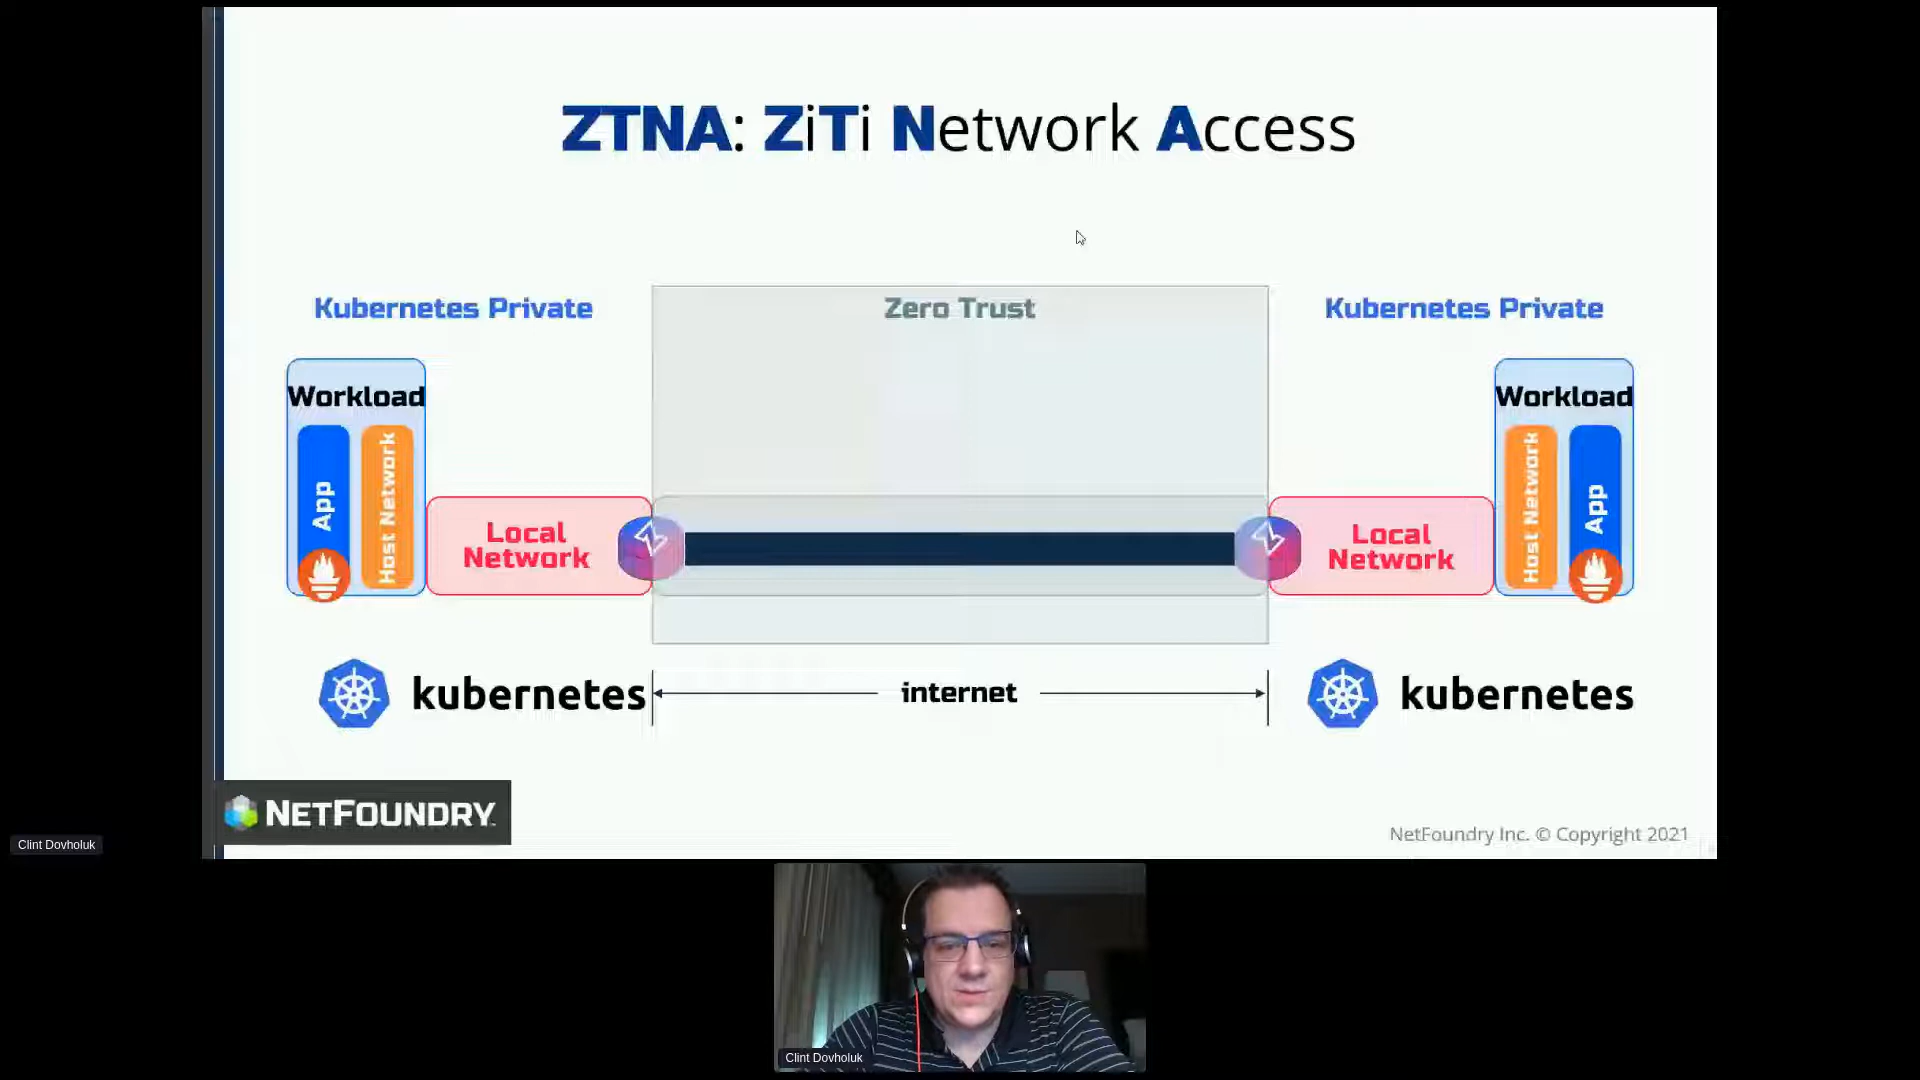 ZTNA: ZiTi Network Access
Kubernetes Private
Zero Trust
Kubernetes Private
Workload
App
Host Network
Local
Network
Local
Network
Workload
Host Network
App
kubernetes
internet
kubernetes
NETFOUNDRY
NetFoundry Inc. © Copyright 2021
Clint Dovholuk
Clint Dovholuk